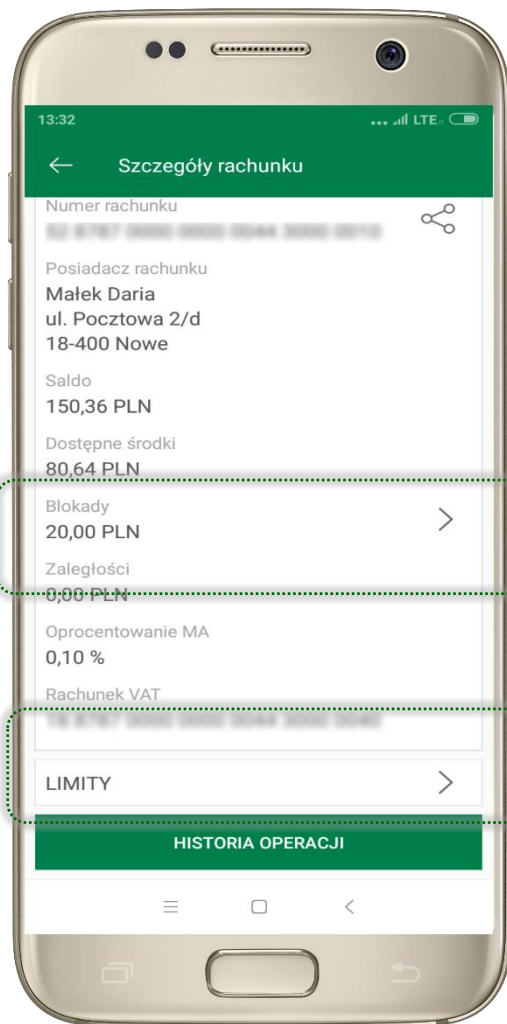 13:32
LTE
Szczegóły rachunku
Numer rachunku
Posiadacz rachunku
Małek Daria
ul. Pocztowa 2/d
18-400 Nowe
Saldo
150,36 PLN
Dostępne środki
80,64 PLN
Blokady
20,00 PLN
Zaległości
0,00 PLN
Oprocentowanie MA
0,10 %
Rachunek VAT
LIMITY
HISTORIA OPERACJI